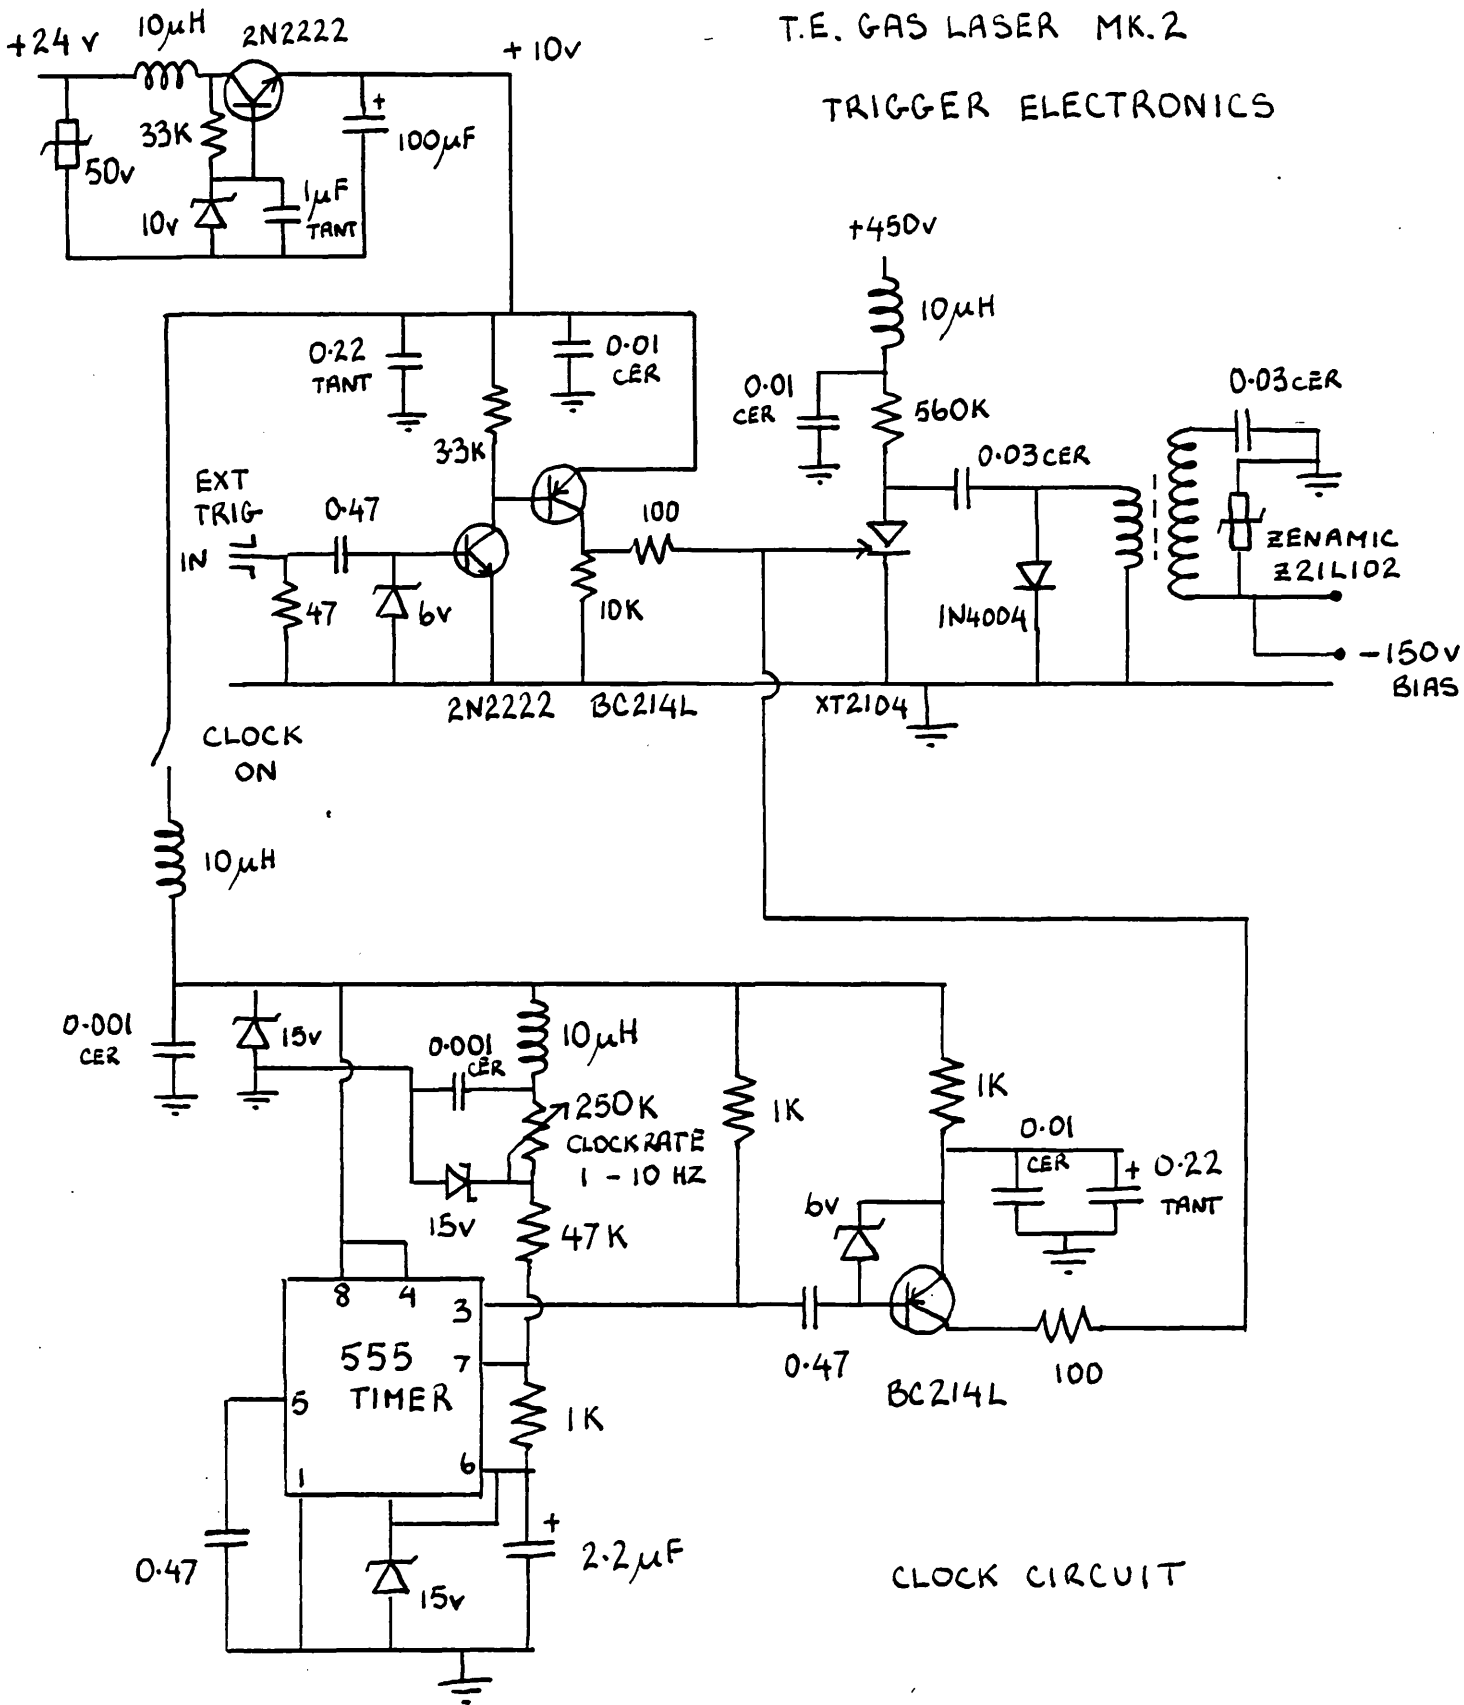 T.E. GAS LASER MK.2
TRIGGER ELECTRONICS
+24 v
10µH
2N2222
+10v
33K
+
100µF
50v
10v
1µF
TANT
+450v
10µH
0.22
TANT
0.01
CER
0.01
CER
560K
0.03CER
3.3K
0.03CER
EXT
TRIG
IN
0.47
100
ZENAMIC
Z21L102
47
6v
10K
1N4004
-150v
BIAS
2N2222
BC214L
XT2104
CLOCK
ON
10µH
0.001
CER
15v
0.001
CER
10µH
250K
CLOCKRATE
1 - 10 HZ
1K
1K
0.01
CER
+ 0.22
TANT
15v
47K
6v
8
4
3
555
TIMER
7
5
1K
0.47
BC214L
100
6
1
+
0.47
15v
2.2µF
CLOCK CIRCUIT